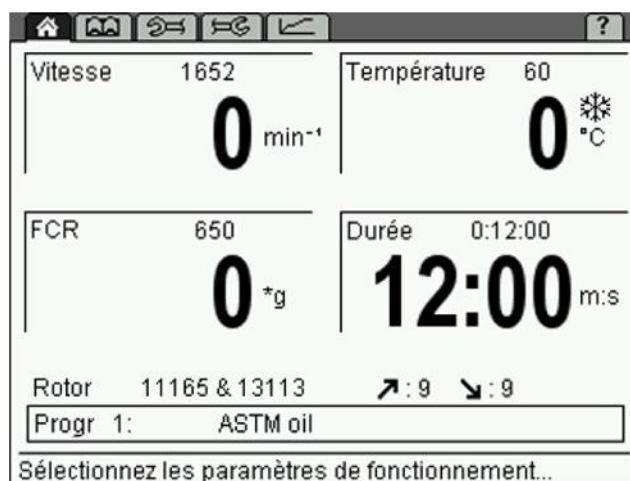 ?
Vitesse 1652
0 min⁻¹
Température 60
0 °C
FCR 650
0 *g
Durée 0:12:00
12:00 m:s
Rotor 11165 & 13113 ↗: 9 ↘: 9
Progr 1: ASTM oil
Sélectionnez les paramètres de fonctionnement...